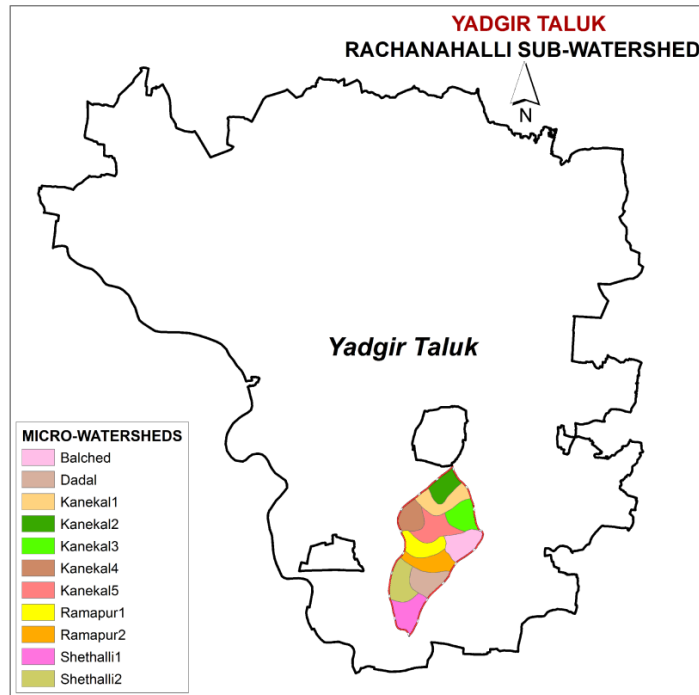 YADGIR TALUK
RACHANAHALLI SUB-WATERSHED
N
Yadgir Taluk
MICRO-WATERSHEDS
Balched
Dadal
Kanekal1
Kanekal2
Kanekal3
Kanekal4
Kanekal5
Ramapur1
Ramapur2
Shethalli1
Shethalli2